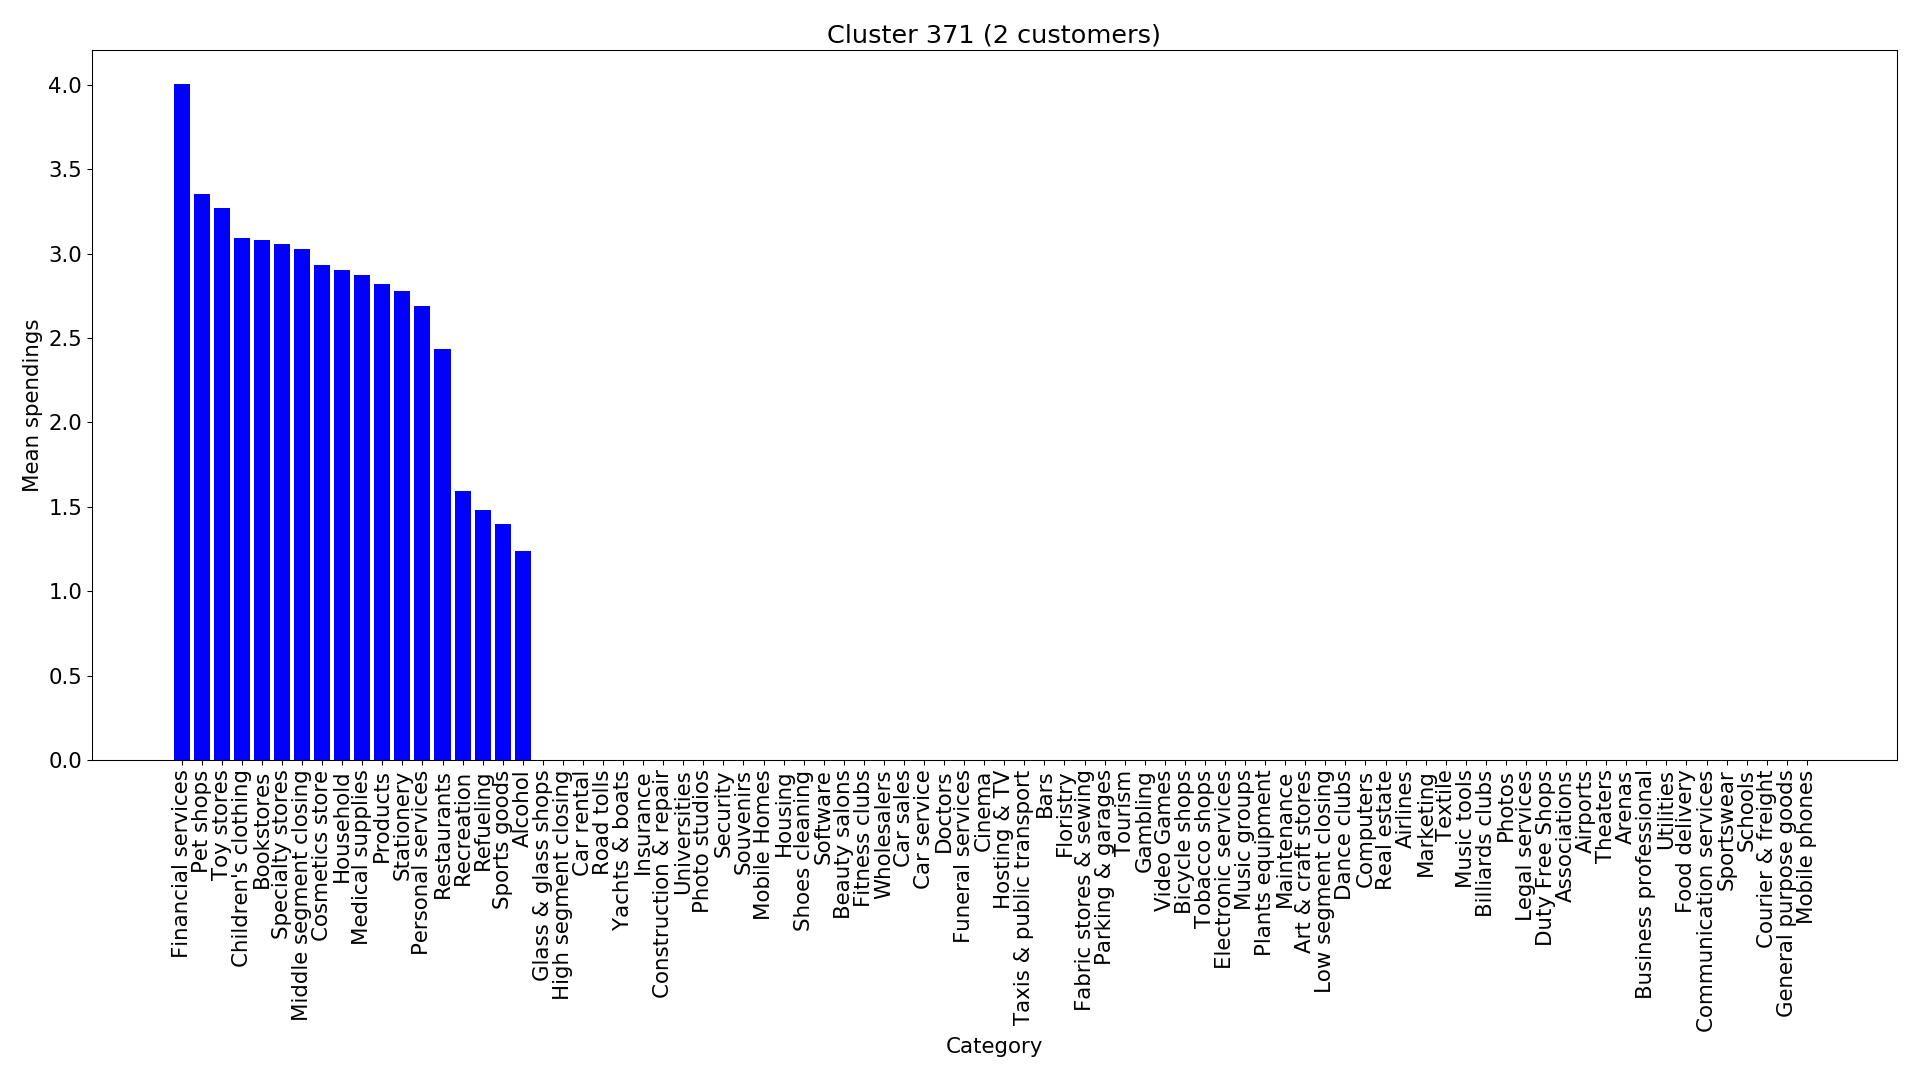 Cluster 371 (2 customers)
4.0
3.5
3.0
2.5
2.0
1.5
1.0
0.5
0.0
Mean spendings
Financial services
Pet shops
Toy stores
Children's clothing
Bookstores
Specialty stores
Middle segment closing
Cosmetics store
Household
Medical supplies
Products
Stationery
Personal services
Restaurants
Recreation
Refueling
Sports goods
Alcohol
Glass & glass shops
High segment closing
Car rental
Road tolls
Yachts & boats
Insurance
Construction & repair
Universities
Photo studios
Security
Souvenirs
Mobile Homes
Housing
Shoes cleaning
Software
Beauty salons
Fitness clubs
Wholesalers
Car sales
Car service
Doctors
Funeral services
Cinema
Hosting & TV
Taxis & public transport
Bars
Floristry
Fabric stores & sewing
Parking & garages
Tourism
Gambling
Video Games
Bicycle shops
Tobacco shops
Electronic services
Music groups
Plants equipment
Maintenance
Art & craft stores
Low segment closing
Dance clubs
Computers
Real estate
Airlines
Marketing
Textile
Music tools
Billiards clubs
Photos
Legal services
Duty Free Shops
Associations
Airports
Theaters
Arenas
Business professional
Utilities
Food delivery
Communication services
Sportswear
Schools
Courier & freight
General purpose goods
Mobile phones
Category